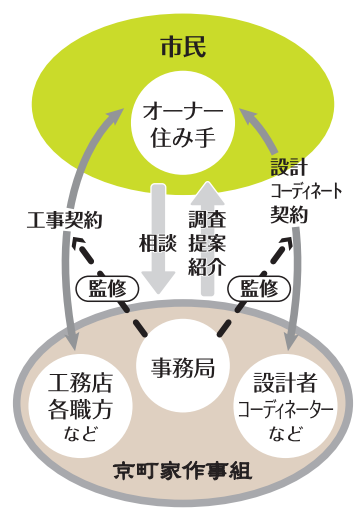 市民
オーナー
住み手
設計
コーディネート
契約
工事契約
相談
調査
提案
紹介
監修
監修
事務局
工務店
各職方
など
設計者
コーディネーター
など
京町家作事組